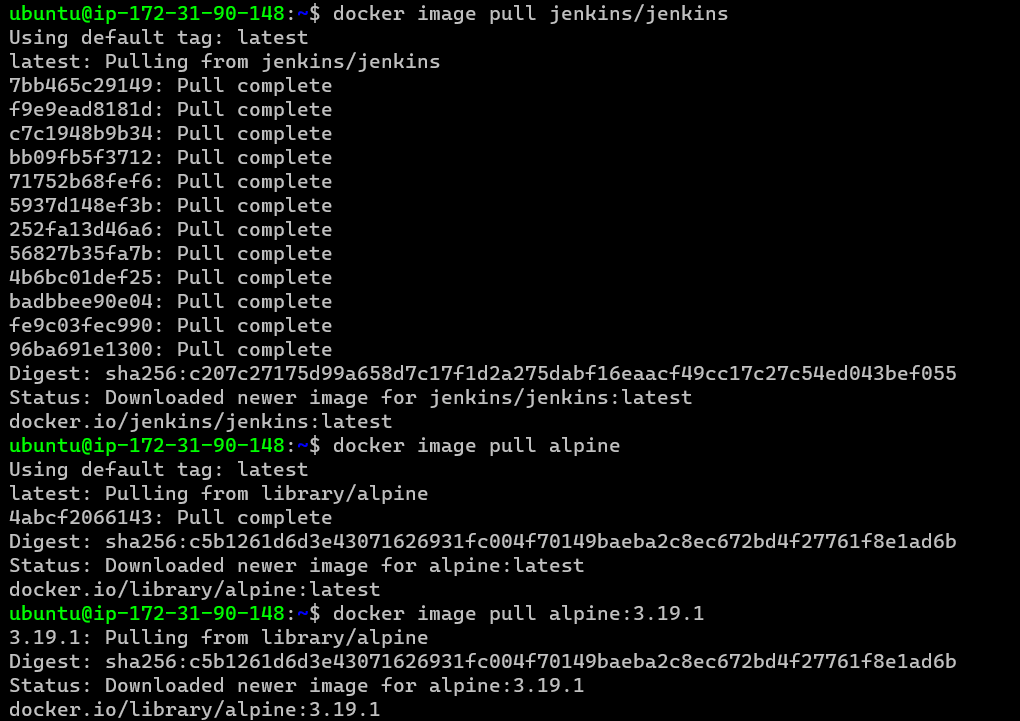 ubuntu@ip-172-31-90-148:~$ docker image pull jenkins/jenkins
Using default tag: latest
latest: Pulling from jenkins/jenkins
7bb465c29149: Pull complete
f9e9ead8181d: Pull complete
c7c1948b9b34: Pull complete
bb09fb5f3712: Pull complete
71752b68fef6: Pull complete
5937d148ef3b: Pull complete
252fa13d46a6: Pull complete
56827b35fa7b: Pull complete
4b6bc01def25: Pull complete
badbbee90e04: Pull complete
fe9c03fec990: Pull complete
96ba691e1300: Pull complete
Digest: sha256:c207c27175d99a658d7c17f1d2a275dabf16eaacf49cc17c27c54ed043bef055
Status: Downloaded newer image for jenkins/jenkins:latest
docker.io/jenkins/jenkins:latest
ubuntu@ip-172-31-90-148:~$ docker image pull alpine
Using default tag: latest
latest: Pulling from library/alpine
4abcf2066143: Pull complete
Digest: sha256:c5b1261d6d3e43071626931fc004f70149baeba2c8ec672bd4f27761f8e1ad6b
Status: Downloaded newer image for alpine:latest
docker.io/library/alpine:latest
ubuntu@ip-172-31-90-148:~$ docker image pull alpine:3.19.1
3.19.1: Pulling from library/alpine
Digest: sha256:c5b1261d6d3e43071626931fc004f70149baeba2c8ec672bd4f27761f8e1ad6b
Status: Downloaded newer image for alpine:3.19.1
docker.io/library/alpine:3.19.1